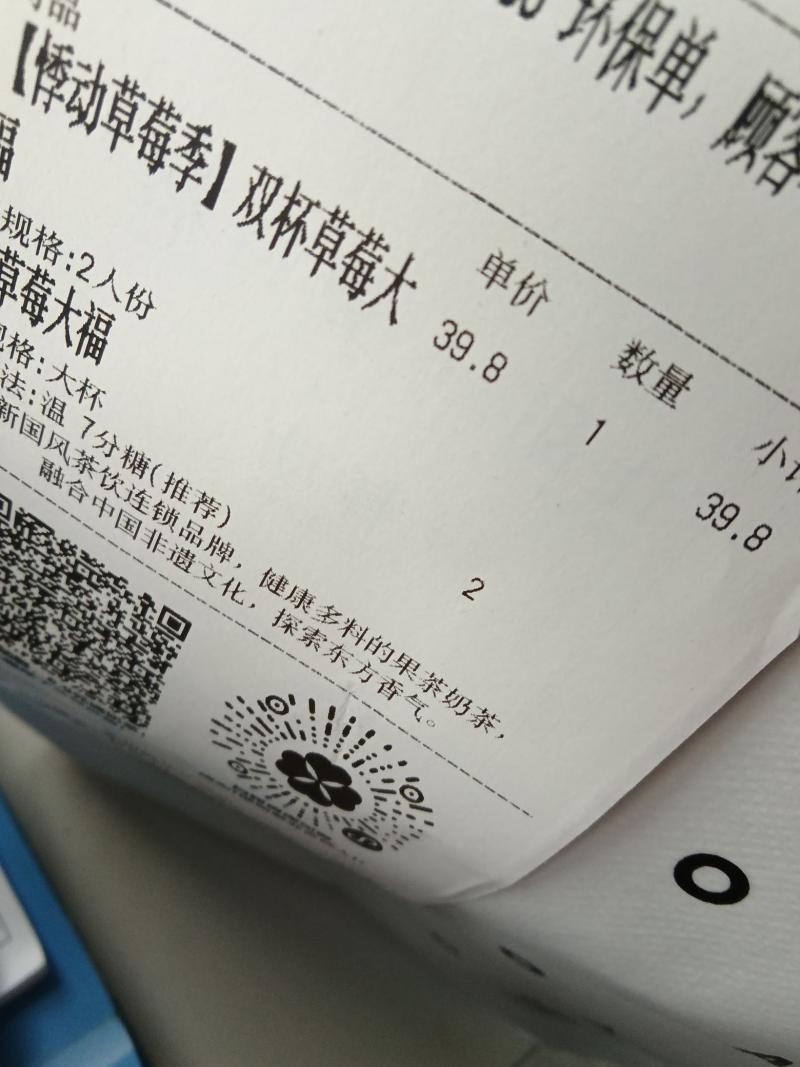 环保单，顾客
品 单价 数量 小计
【悸动草莓季】双杯草莓大 39.8 1 39.8
福
规格:2人份
草莓大福 2
规格:大杯
法:温 7分糖(推荐)
新国风茶饮连锁品牌，健康多料的果茶奶茶，
融合中国非遗文化，探索东方香气。
O